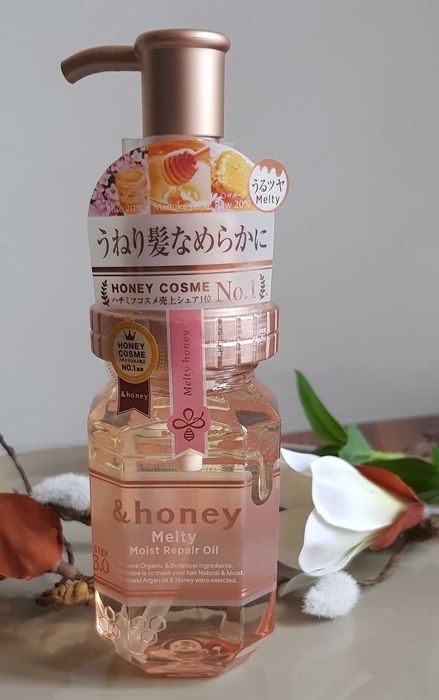 うるツヤ
Melty
Manuka
Raw 20%
うねり髪なめらかに
HONEY COSME
ハチミツコスメ売上シェア1位
No.1
HONEY
COSME
No.1
&honey
Melty honey
&honey
Melty
Moist Repair Oil
STEP
3.0
ove Organic & Botanical ingredients.
mise is to make your hair Natural & Moist.
nest Argan oil & Honey were selected.